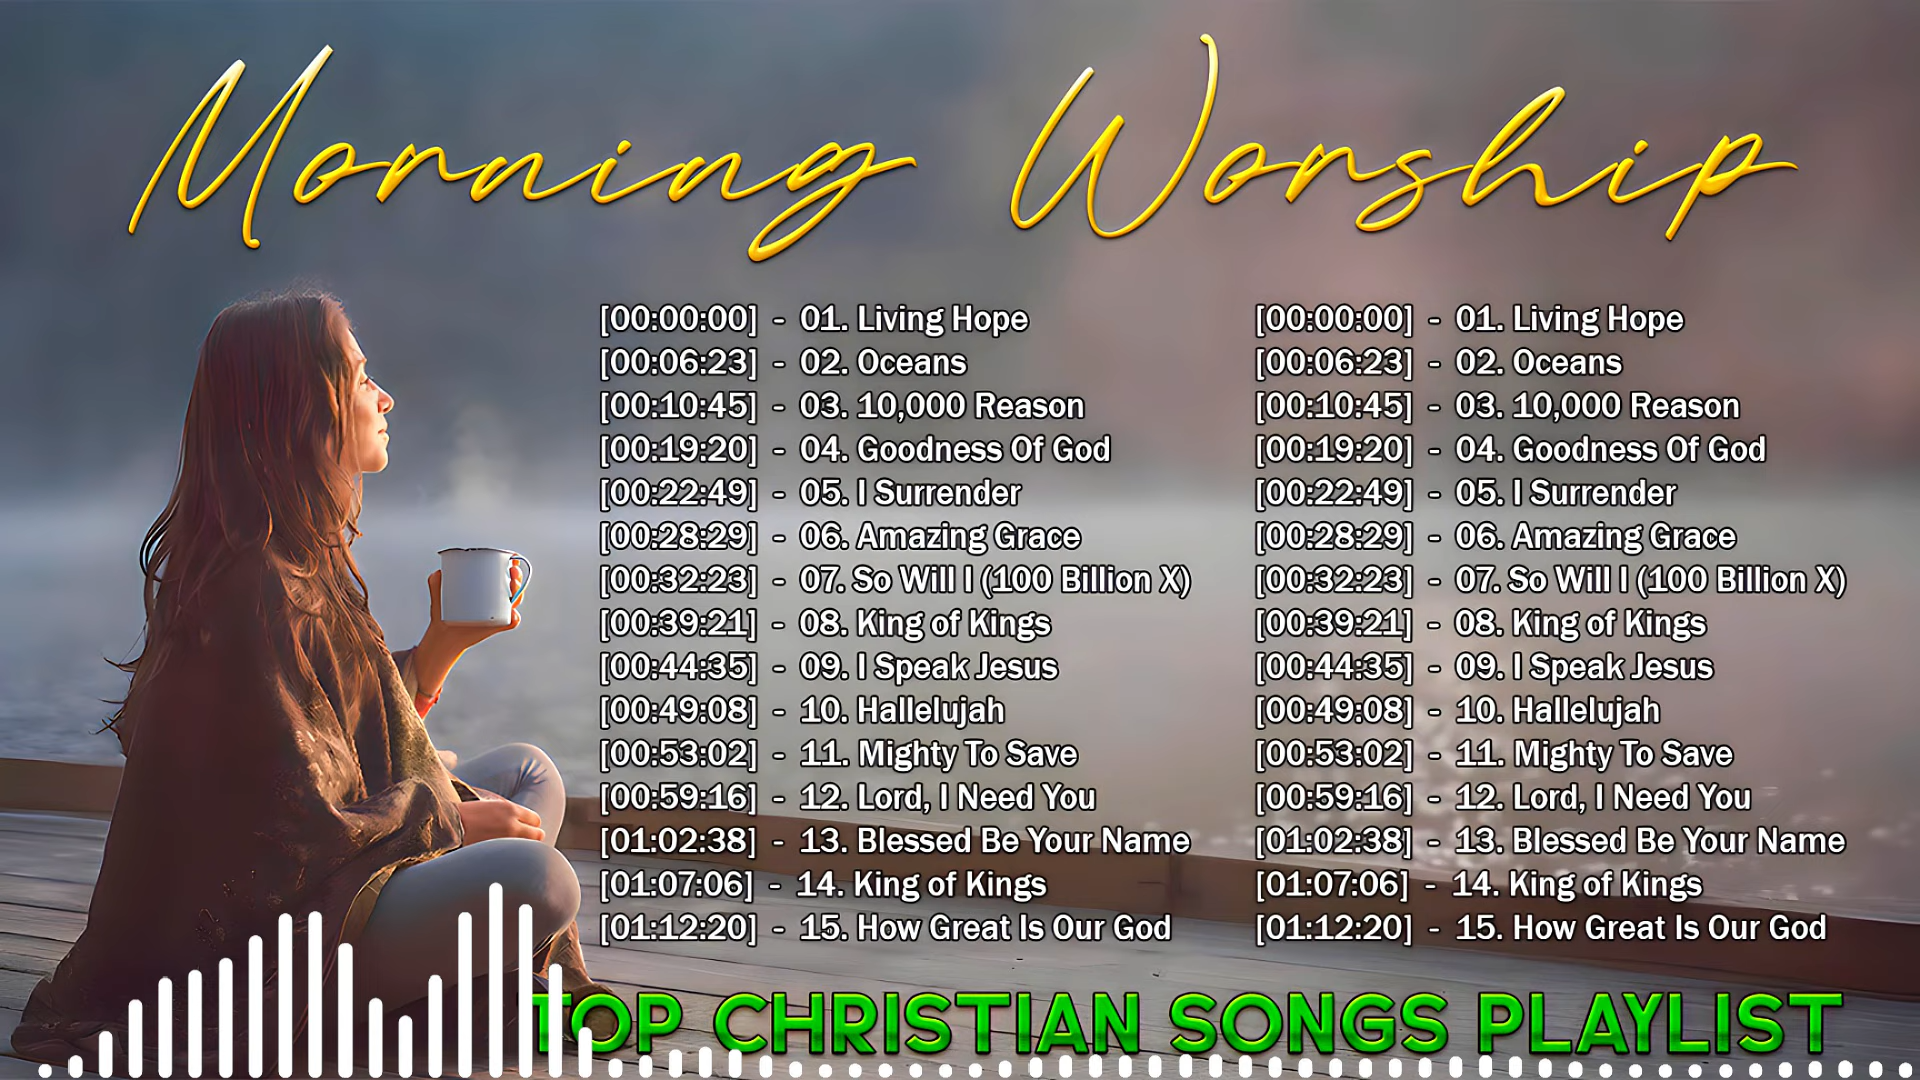 Morning Worship
[00:00:00] - 01. Living Hope
[00:06:23] - 02. Oceans
[00:10:45] - 03. 10,000 Reason
[00:19:20] - 04. Goodness Of God
[00:22:49] - 05. I Surrender
[00:28:29] - 06. Amazing Grace
[00:32:23] - 07. So Will I (100 Billion X)
[00:39:21] - 08. King of Kings
[00:44:35] - 09. I Speak Jesus
[00:49:08] - 10. Hallelujah
[00:53:02] - 11. Mighty To Save
[00:59:16] - 12. Lord, I Need You
[01:02:38] - 13. Blessed Be Your Name
[01:07:06] - 14. King of Kings
[01:12:20] - 15. How Great Is Our God
[00:00:00] - 01. Living Hope
[00:06:23] - 02. Oceans
[00:10:45] - 03. 10,000 Reason
[00:19:20] - 04. Goodness Of God
[00:22:49] - 05. I Surrender
[00:28:29] - 06. Amazing Grace
[00:32:23] - 07. So Will I (100 Billion X)
[00:39:21] - 08. King of Kings
[00:44:35] - 09. I Speak Jesus
[00:49:08] - 10. Hallelujah
[00:53:02] - 11. Mighty To Save
[00:59:16] - 12. Lord, I Need You
[01:02:38] - 13. Blessed Be Your Name
[01:07:06] - 14. King of Kings
[01:12:20] - 15. How Great Is Our God
TOP CHRISTIAN SONGS PLAYLIST